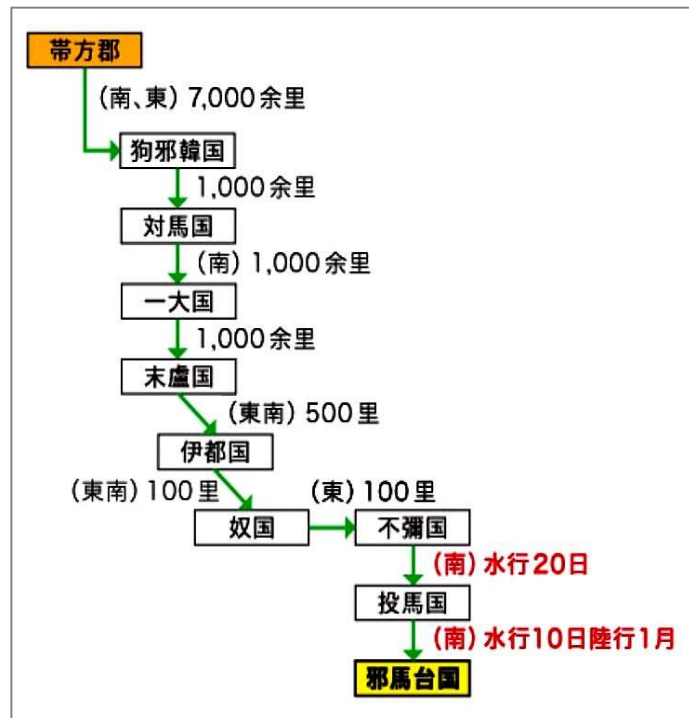 帯方郡
(南、東) 7,000余里
狗邪韓国
1,000余里
対馬国
(南) 1,000余里
一大国
1,000余里
末盧国
(東南) 500里
伊都国
(東南) 100里
(東) 100里
奴国
不彌国
(南) 水行20日
投馬国
(南) 水行10日陸行1月
邪馬台国